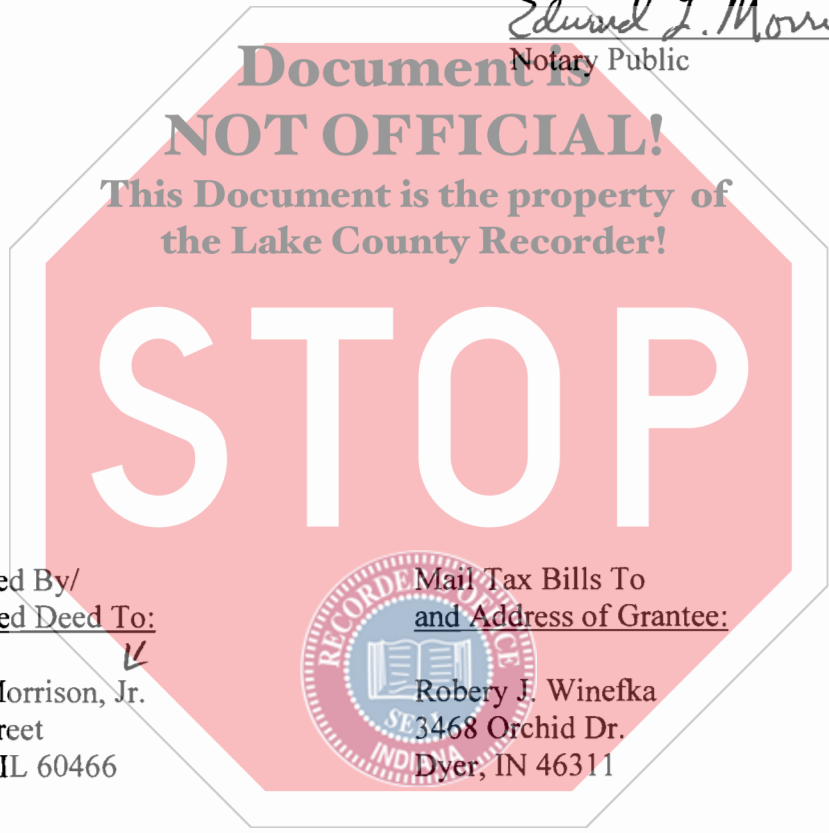 Edward L. Morri
Notary Public
Document is
NOT OFFICIAL!
This Document is the property of
the Lake County Recorder!
STOP
ed By/
ed Deed To:
Morrison, Jr.
reet
IL 60466
Mail Tax Bills To
and Address of Grantee:
Robery J. Winefka
3468 Orchid Dr.
Dyer, IN 46311
RECORDER'S OFFICE
SEAL
INDIANA